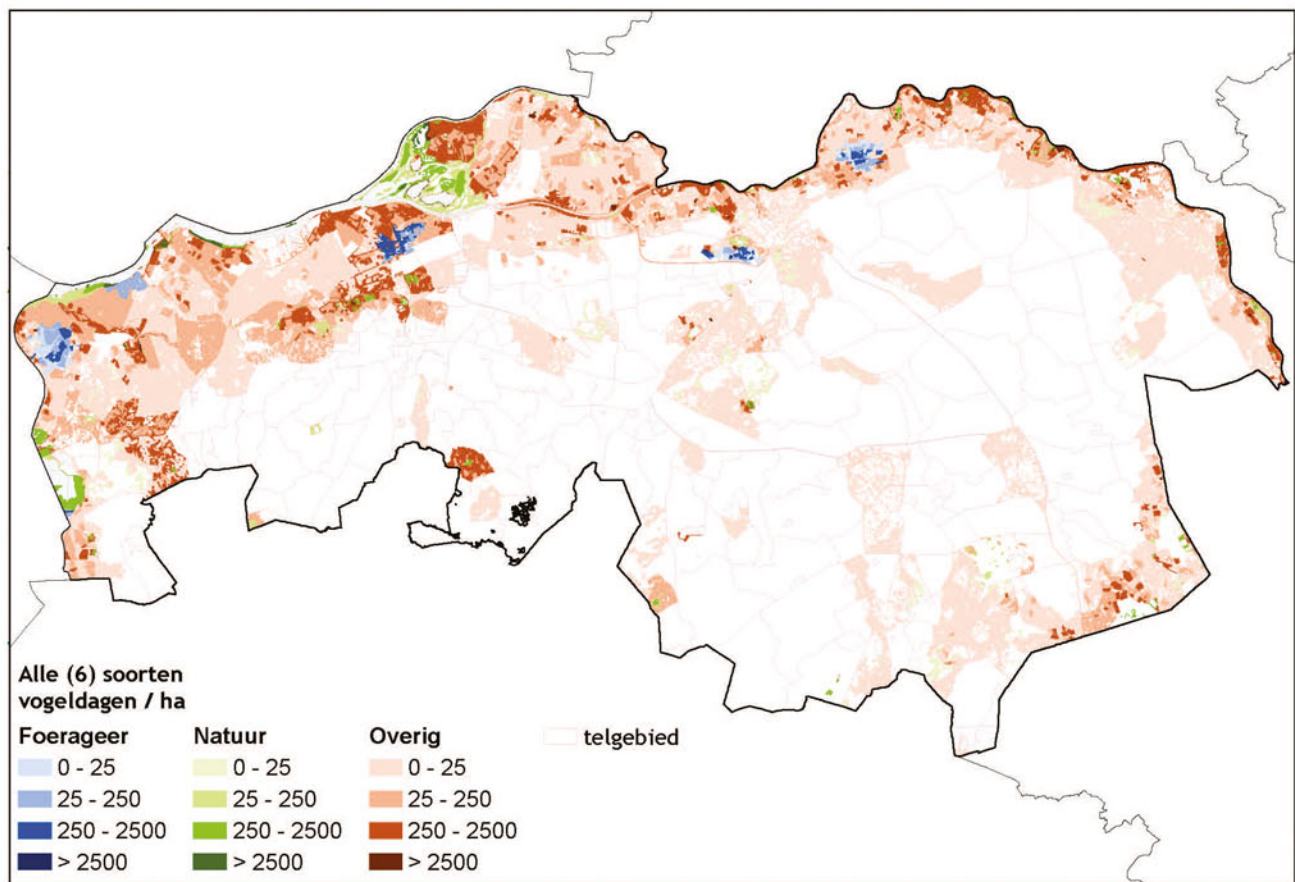 Alle (6) soorten
vogeldagen / ha
Foerageer Natuur Overig telgebied
0 - 25 0 - 25 0 - 25
25 - 250 25 - 250 25 - 250
250 - 2500 250 - 2500 250 - 2500
> 2500 > 2500 > 2500